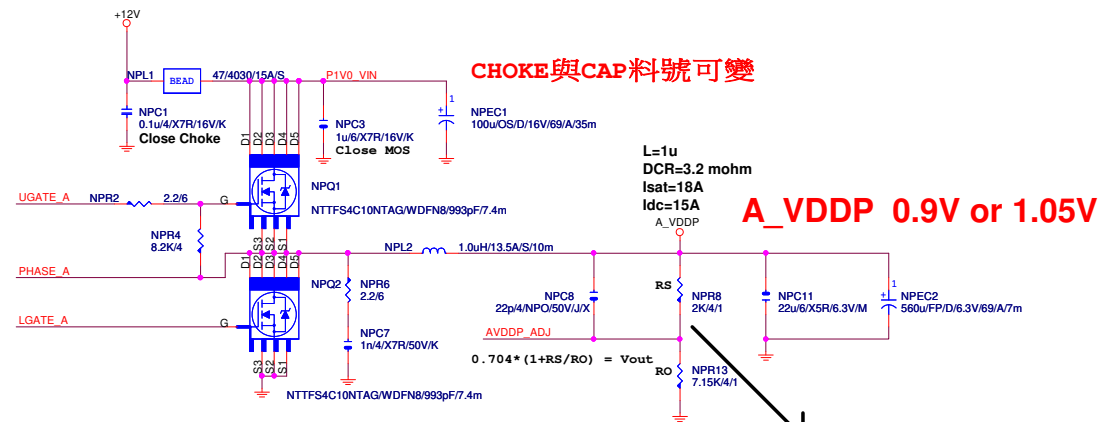 +12V
NPL1
BEAD
47/4030/15A/S
P1V0_VIN
CHOKE與CAP料號可變
NPC1
0.1u/4/X7R/16V/K
Close Choke
D1
D2
D3
D4
D5
NPC3
1u/6/X7R/16V/K
Close MOS
+
1
NPEC1
100u/OS/D/16V/69/A/35m
L=1u
DCR=3.2 mohm
Isat=18A
Idc=15A
A_VDDP
A_VDDP 0.9V or 1.05V
UGATE_A
NPR2
2.2/6
G
NPQ1
NTTFS4C10NTAG/WDFN8/993pF/7.4m
NPR4
8.2K/4
S3
S2
S1
PHASE_A
D1
D2
D3
D4
D5
NPL2
1.0uH/13.5A/S/10m
NPQ2
NPR6
2.2/6
LGATE_A
G
NPC7
1n/4/X7R/50V/K
S3
S2
S1
NTTFS4C10NTAG/WDFN8/993pF/7.4m
NPC8
22p/4/NPO/50V/J/X
RS
NPR8
2K/4/1
NPC11
22u/6/X5R/6.3V/M
+
1
NPEC2
560u/FP/D/6.3V/69/A/7m
AVDDP_ADJ
0.704*(1+RS/RO) = Vout
RO
NPR13
7.15K/4/1